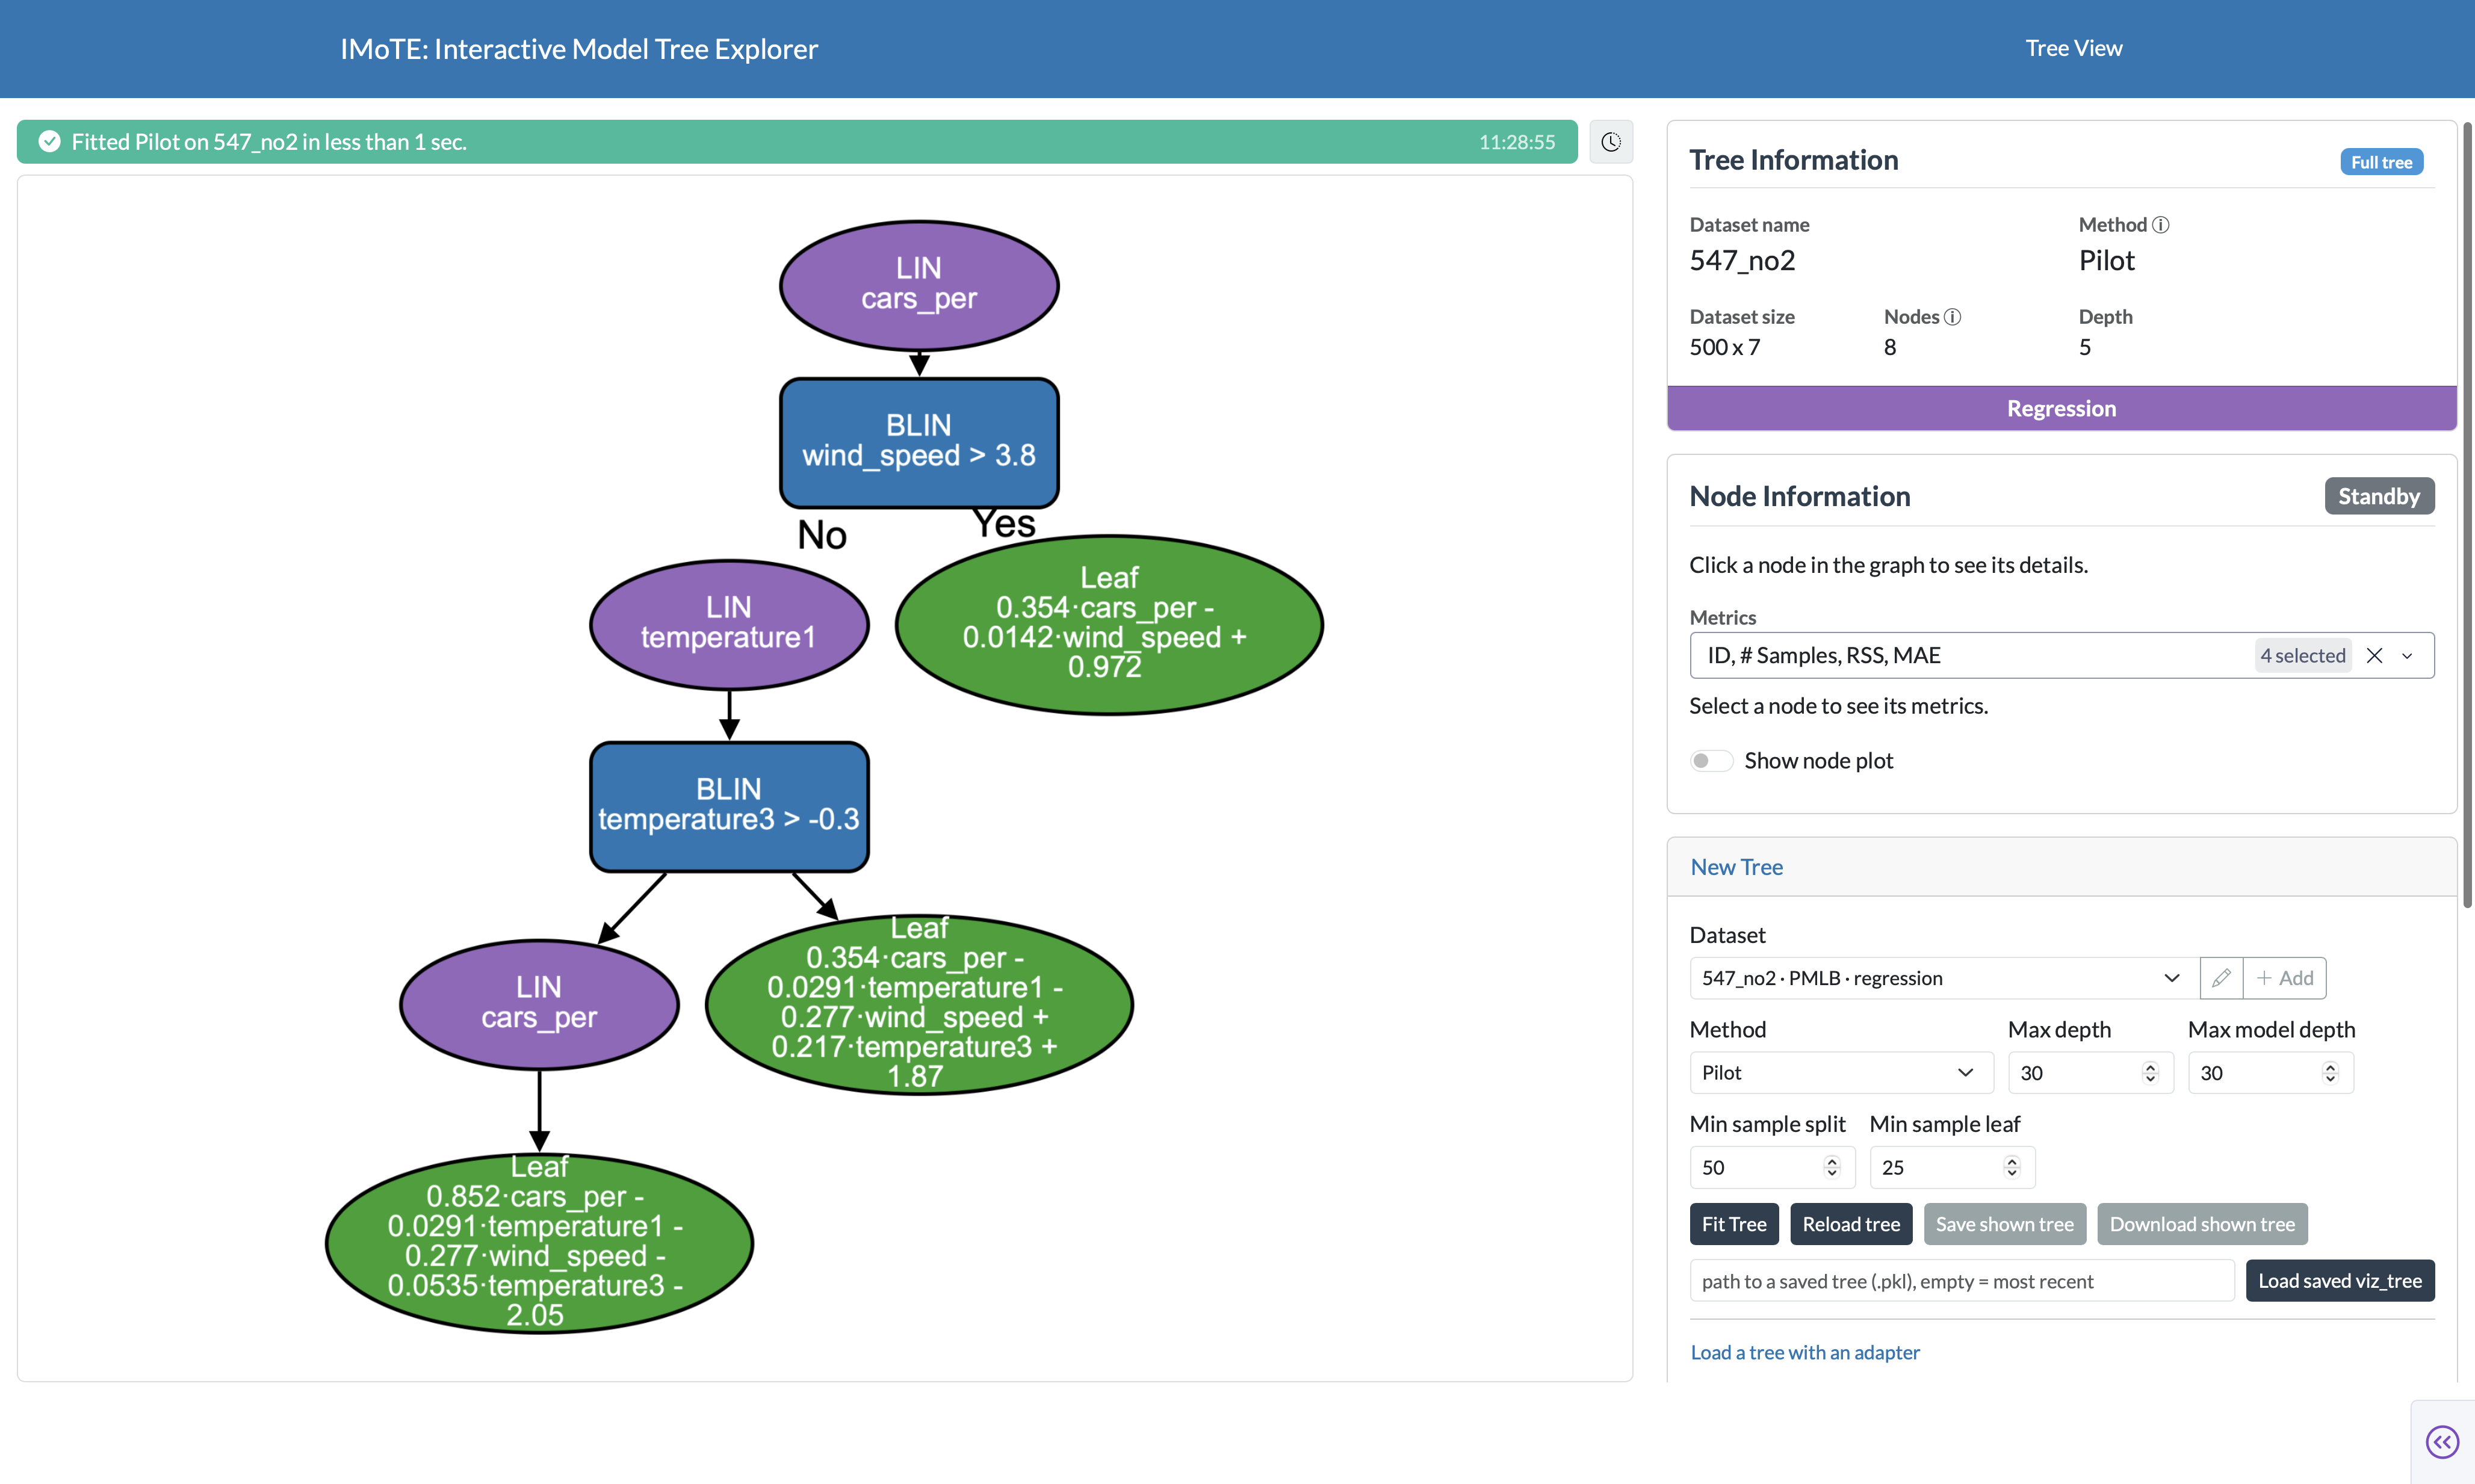 IMoTE: Interactive Model Tree Explorer
Tree View
Fitted Pilot on 547_no2 in less than 1 sec.
11:28:55
LIN
cars_per
BLIN
wind_speed > 3.8
No
Yes
LIN
temperature1
Leaf
0.354·cars_per -
0.0142·wind_speed +
0.972
BLIN
temperature3 > -0.3
LIN
cars_per
Leaf
0.354·cars_per -
0.0291·temperature1 -
0.277·wind_speed +
0.217·temperature3 +
1.87
Leaf
0.852·cars_per -
0.0291·temperature1 -
0.277·wind_speed -
0.0535·temperature3 -
2.05
Tree Information
Full tree
Dataset name
Method
547_no2
Pilot
Dataset size
Nodes
Depth
500 x 7
8
5
Regression
Node Information
Standby
Click a node in the graph to see its details.
Metrics
ID, # Samples, RSS, MAE
4 selected
Select a node to see its metrics.
Show node plot
New Tree
Dataset
547_no2 · PMLB · regression
+ Add
Method
Max depth
Max model depth
Pilot
30
30
Min sample split
Min sample leaf
50
25
Fit Tree
Reload tree
Save shown tree
Download shown tree
path to a saved tree (.pkl), empty = most recent
Load saved viz_tree
Load a tree with an adapter